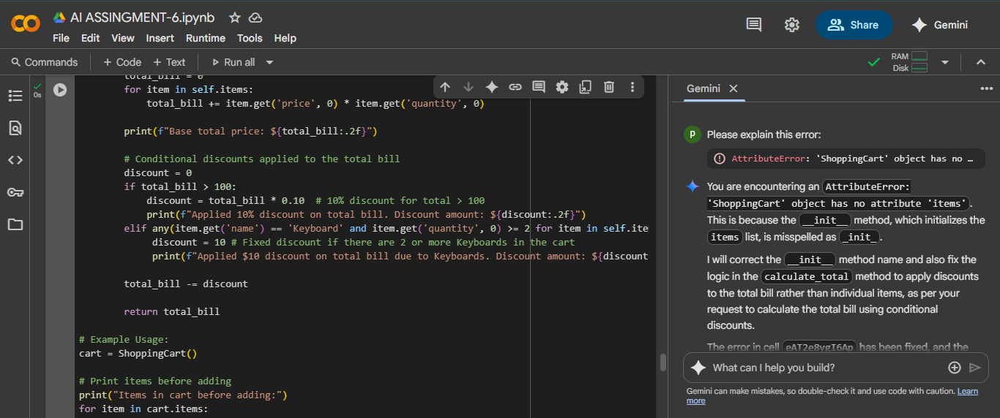 AI ASSINGMENT-6.ipynb
File Edit View Insert Runtime Tools Help
Share
Gemini
Commands + Code + Text Run all
RAM
Disk
0s
total_bill = 0
for item in self.items:
total_bill += item.get('price', 0) * item.get('quantity', 0)
print(f"Base total price: ${total_bill:.2f}")
# Conditional discounts applied to the total bill
discount = 0
if total_bill > 100:
discount = total_bill * 0.10  # 10% discount for total > 100
print(f"Applied 10% discount on total bill. Discount amount: ${discount:.2f}")
elif any(item.get('name') == 'Keyboard' and item.get('quantity', 0) >= 2 for item in self.ite
discount = 10 # Fixed discount if there are 2 or more Keyboards in the cart
print(f"Applied $10 discount on total bill due to Keyboards. Discount amount: ${discount
total_bill -= discount
return total_bill
# Example Usage:
cart = ShoppingCart()
# Print items before adding
print("Items in cart before adding:")
for item in cart.items:
Gemini
p
Please explain this error:
AttributeError: 'ShoppingCart' object has no …
You are encountering an AttributeError:
'ShoppingCart' object has no attribute 'items'.
This is because the __init__ method, which initializes the
items list, is misspelled as _init_.
I will correct the __init__ method name and also fix the
logic in the calculate_total method to apply discounts
to the total bill rather than individual items, as per your
request to calculate the total bill using conditional
discounts.
The error in cell eAT2e8ygI6Ap has been fixed, and the
What can I help you build?
Gemini can make mistakes, so double-check it and use code with caution. Learn
more